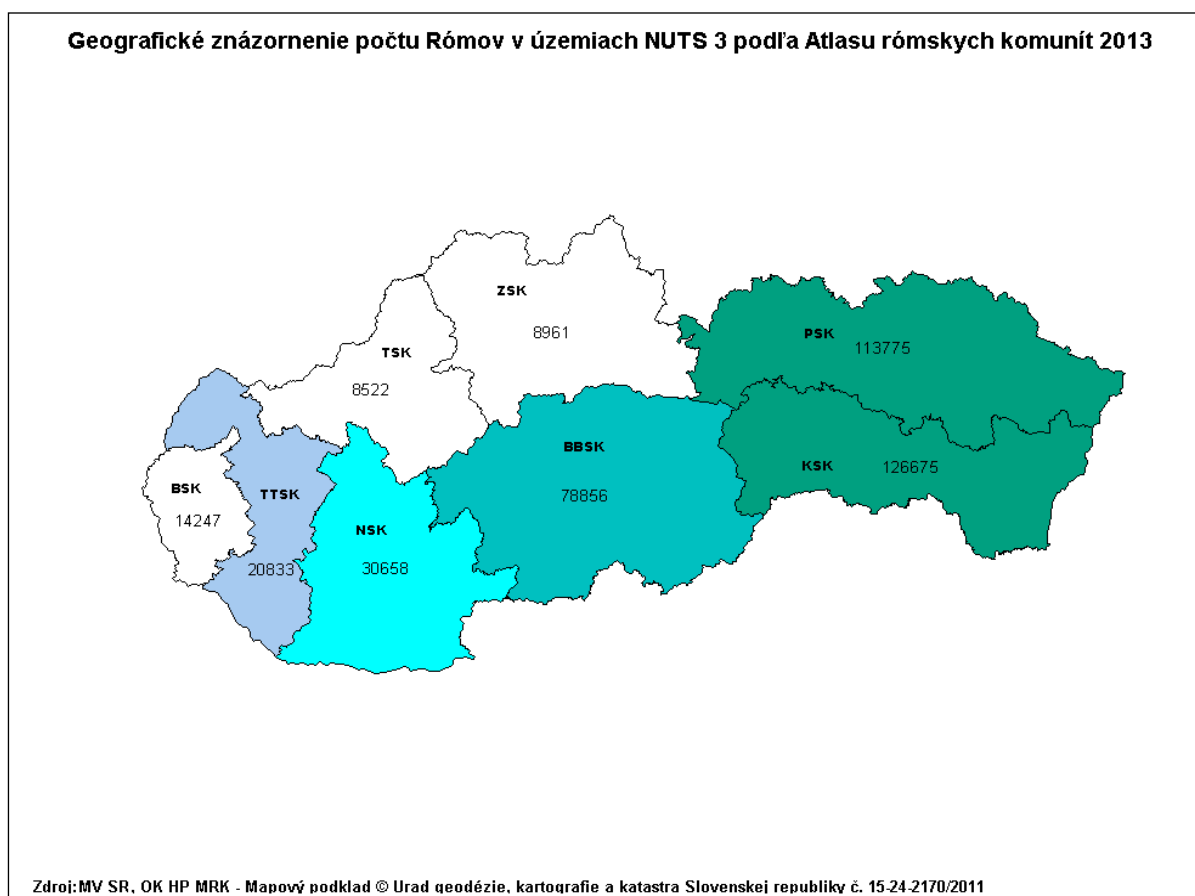 Geografické znázornenie počtu Rómov v územiach NUTS 3 podľa Atlasu rómskych komunít 2013
ZSK
8961
PSK
113775
TSK
8522
BBSK
78856
KSK
126675
BSK
14247
TTSK
20833
NSK
30658
Zdroj:MV SR, OK HP MRK - Mapový podklad © Urad geodézie, kartografie a katastra Slovenskej republiky č. 15-24-2170/2011